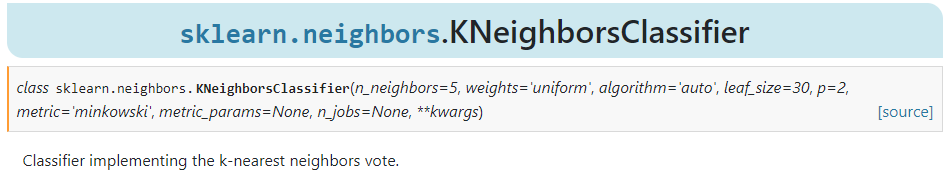 sklearn.neighbors.KNeighborsClassifier
class sklearn.neighbors.KNeighborsClassifier(n_neighbors=5, weights='uniform', algorithm='auto', leaf_size=30, p=2,
metric='minkowski', metric_params=None, n_jobs=None, **kwargs) [source]
Classifier implementing the k-nearest neighbors vote.